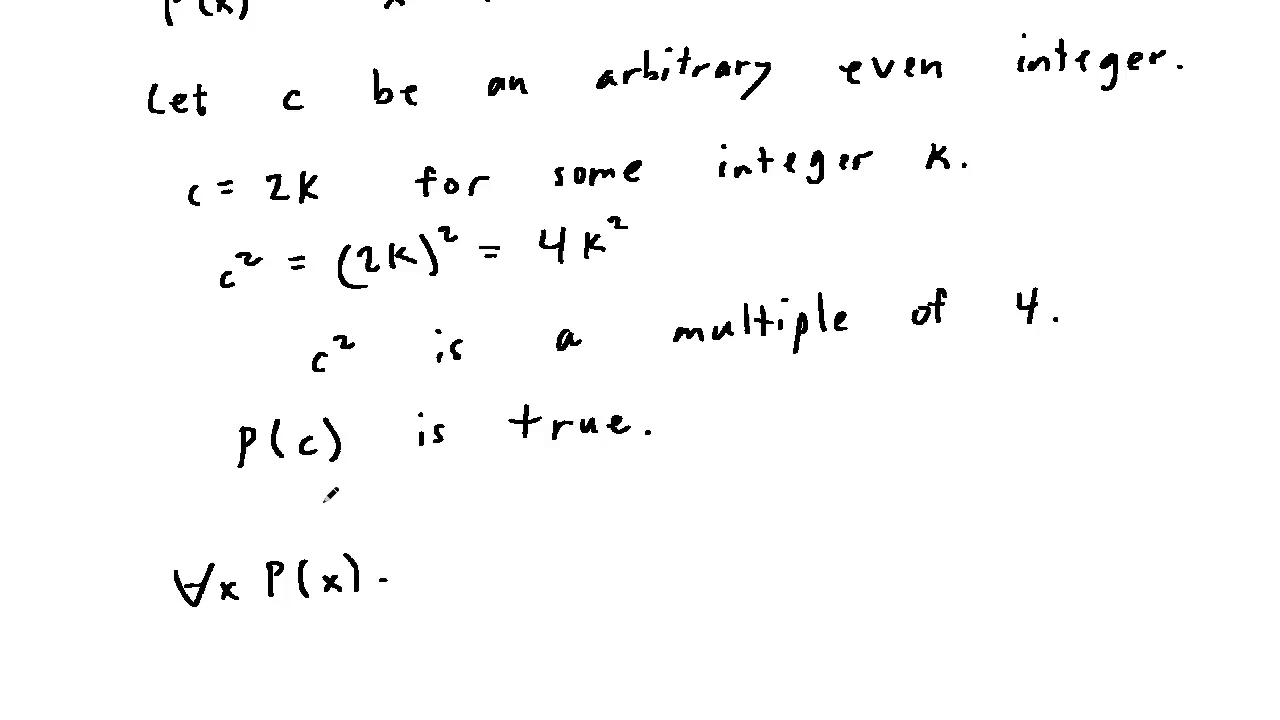 P(x) x
Let c be an arbitrary even integer.
c = 2k for some integer k.
c² = (2k)² = 4k²
c² is a multiple of 4.
P(c) is true.
∀x P(x).